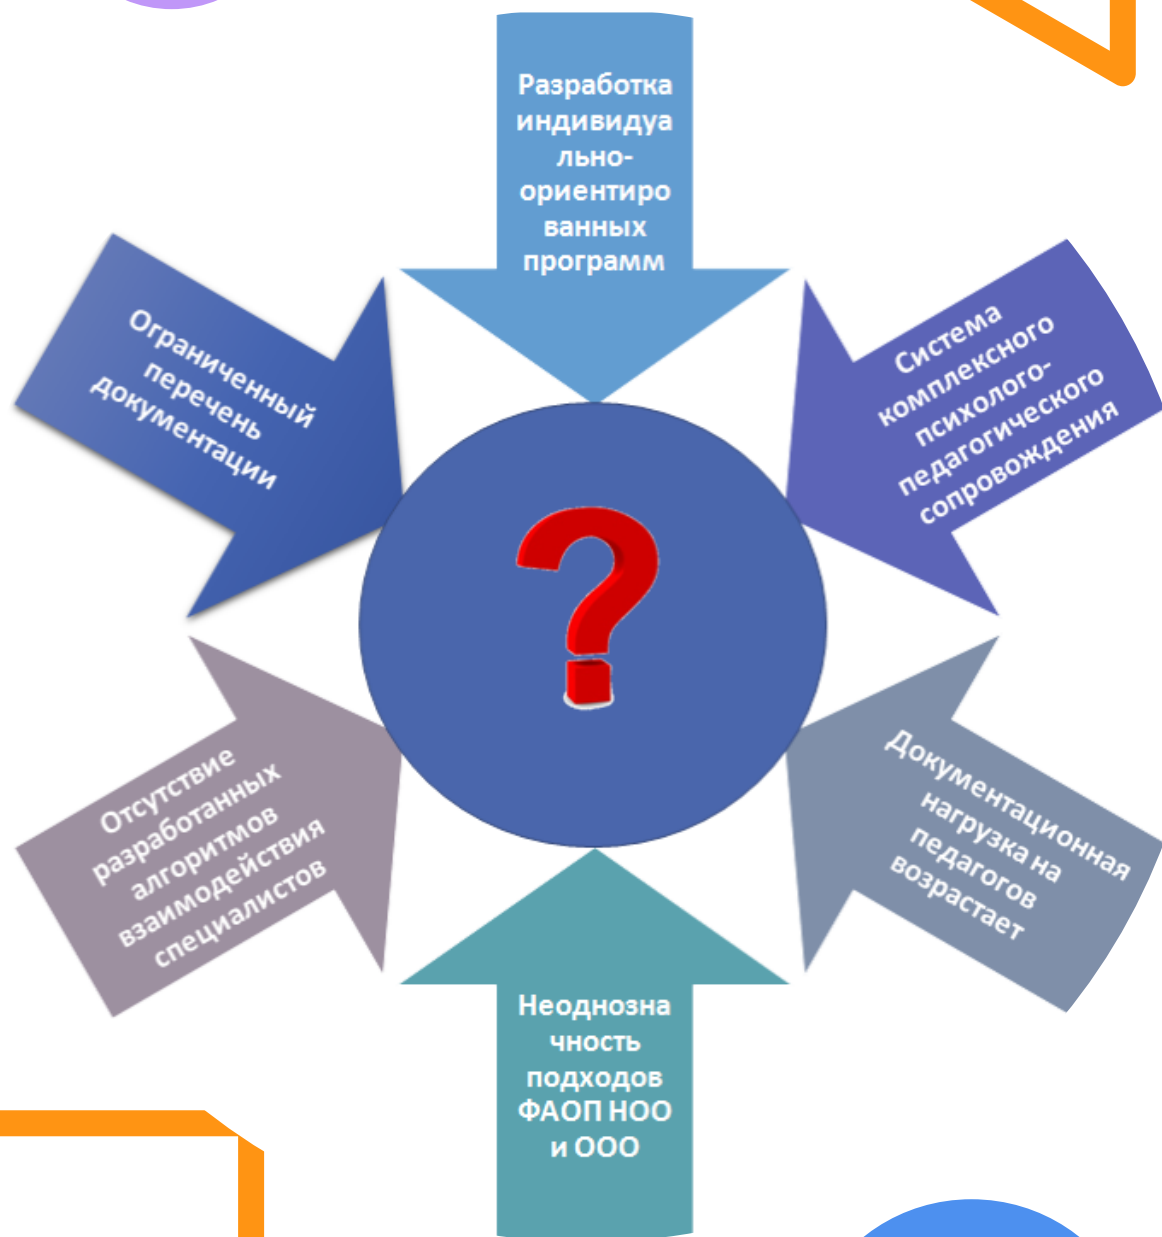 Разработка
индивидуа
льно-
ориентиро
ванных
программ
Система
комплексного
психолого-
педагогического
сопровождения
Документационная
нагрузка на
педагогов
возрастает
Неоднозна
чность
подходов
ФАОП НОО
и ООО
Отсутствие
разработанных
алгоритмов
взаимодействия
специалистов
Ограниченный
перечень
документации
?